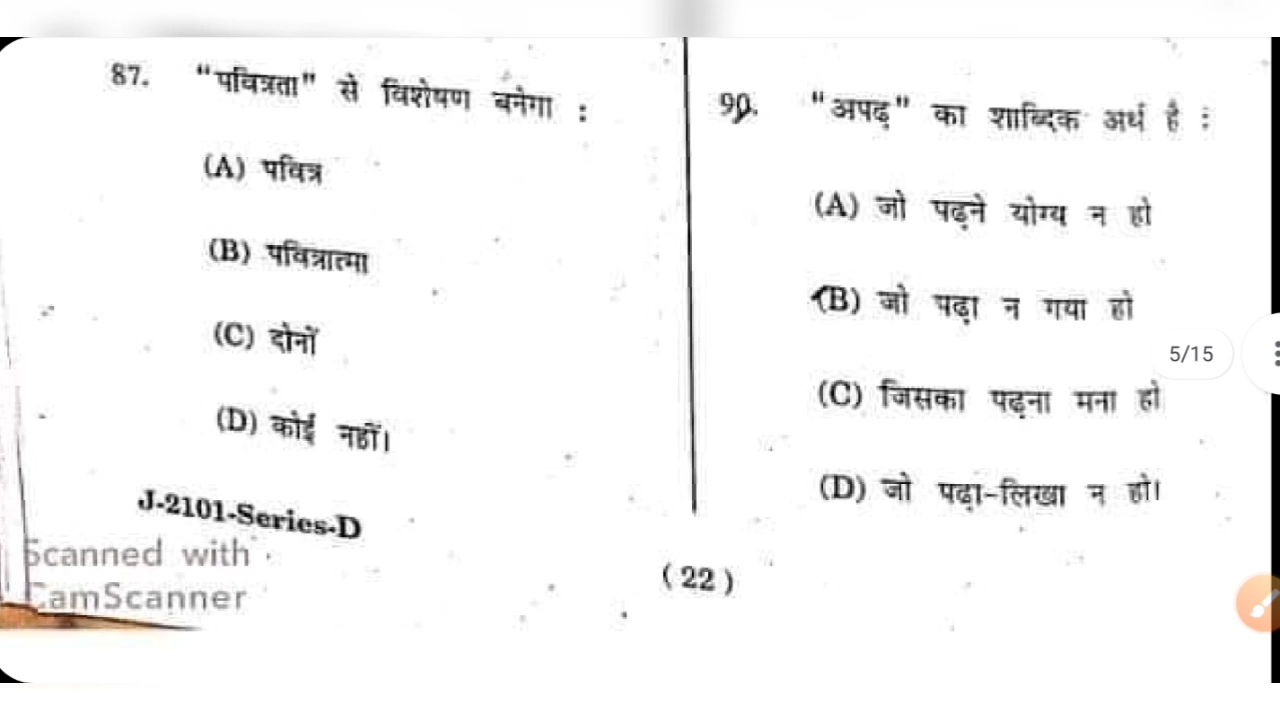 87. "पवित्रता" से विशेषण बनेगा :
(A) पवित्र
(B) पवित्रात्मा
(C) दोनों
(D) कोई नहीं।
J-2101-Series-D
Scanned with
CamScanner
90. "अपढ़" का शाब्दिक अर्थ है :
(A) जो पढ़ने योग्य न हो
(B) जो पढ़ा न गया हो
(C) जिसका पढ़ना मना हो
(D) जो पढ़ा-लिखा न हो।
5/15
( 22 )